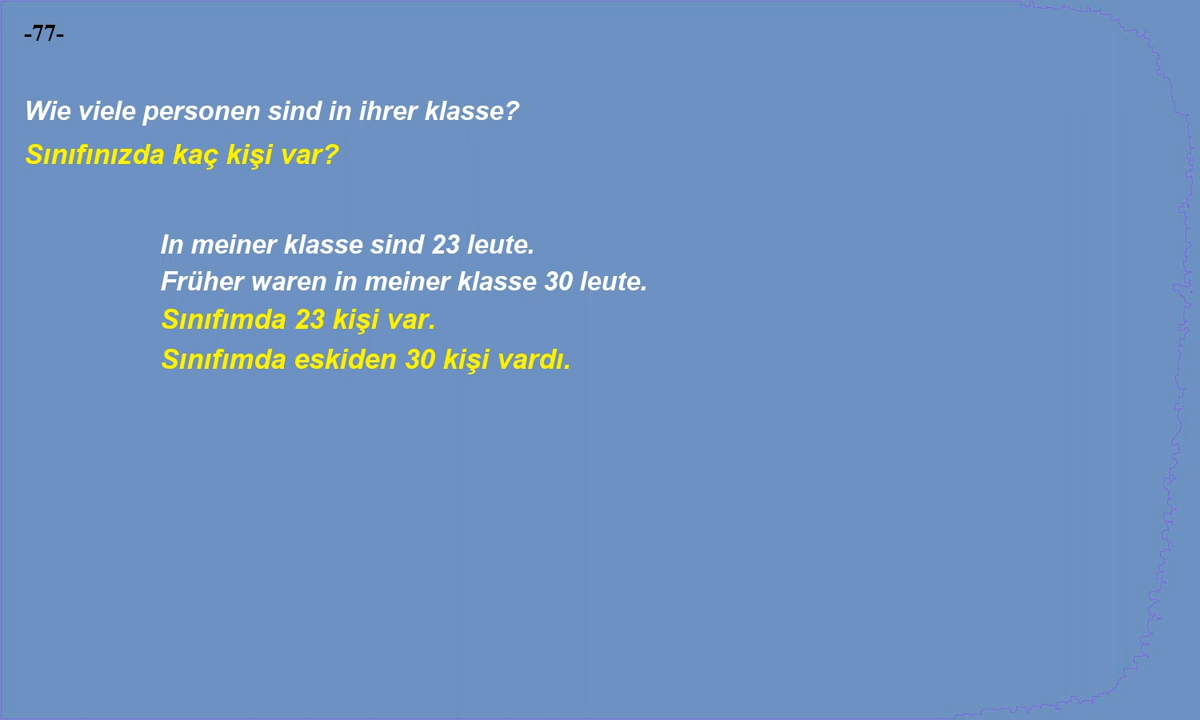 -77-
Wie viele personen sind in ihrer klasse?
Sınıfınızda kaç kişi var?
In meiner klasse sind 23 leute.
Früher waren in meiner klasse 30 leute.
Sınıfımda 23 kişi var.
Sınıfımda eskiden 30 kişi vardı.